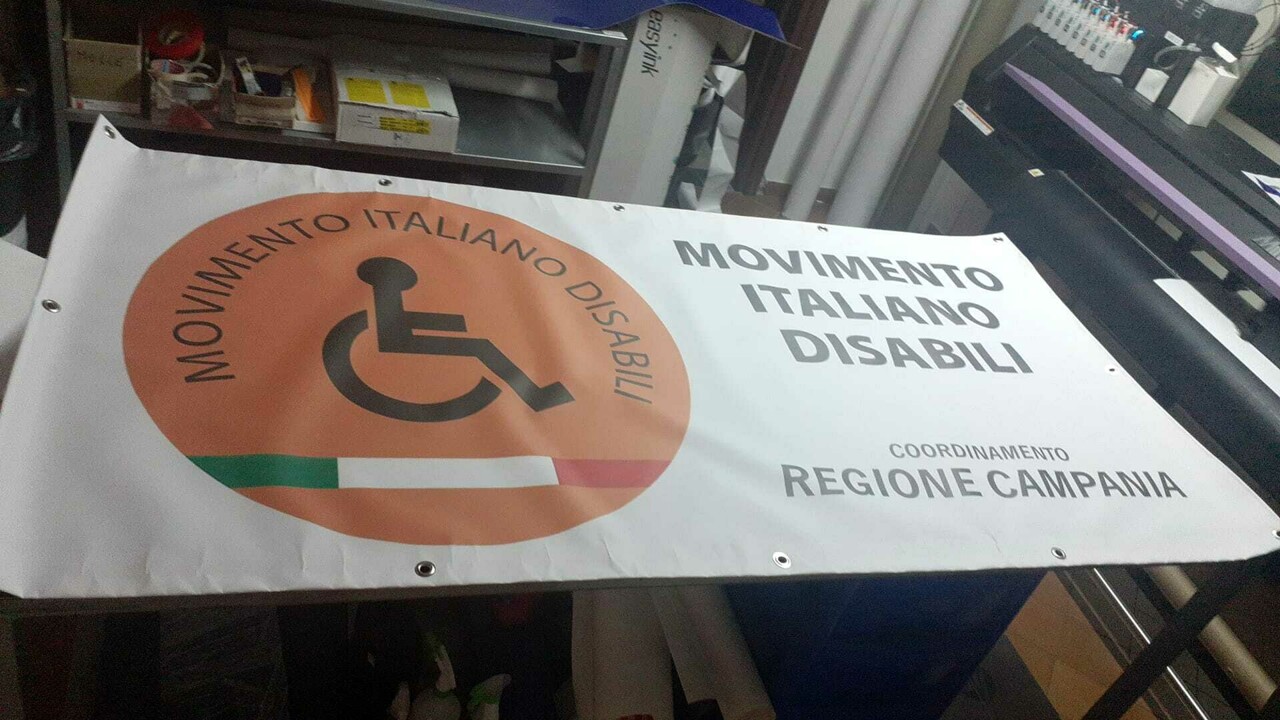 easyink
MOVIMENTO ITALIANO DISABILI
MOVIMENTO
ITALIANO
DISABILI
COORDINAMENTO
REGIONE CAMPANIA